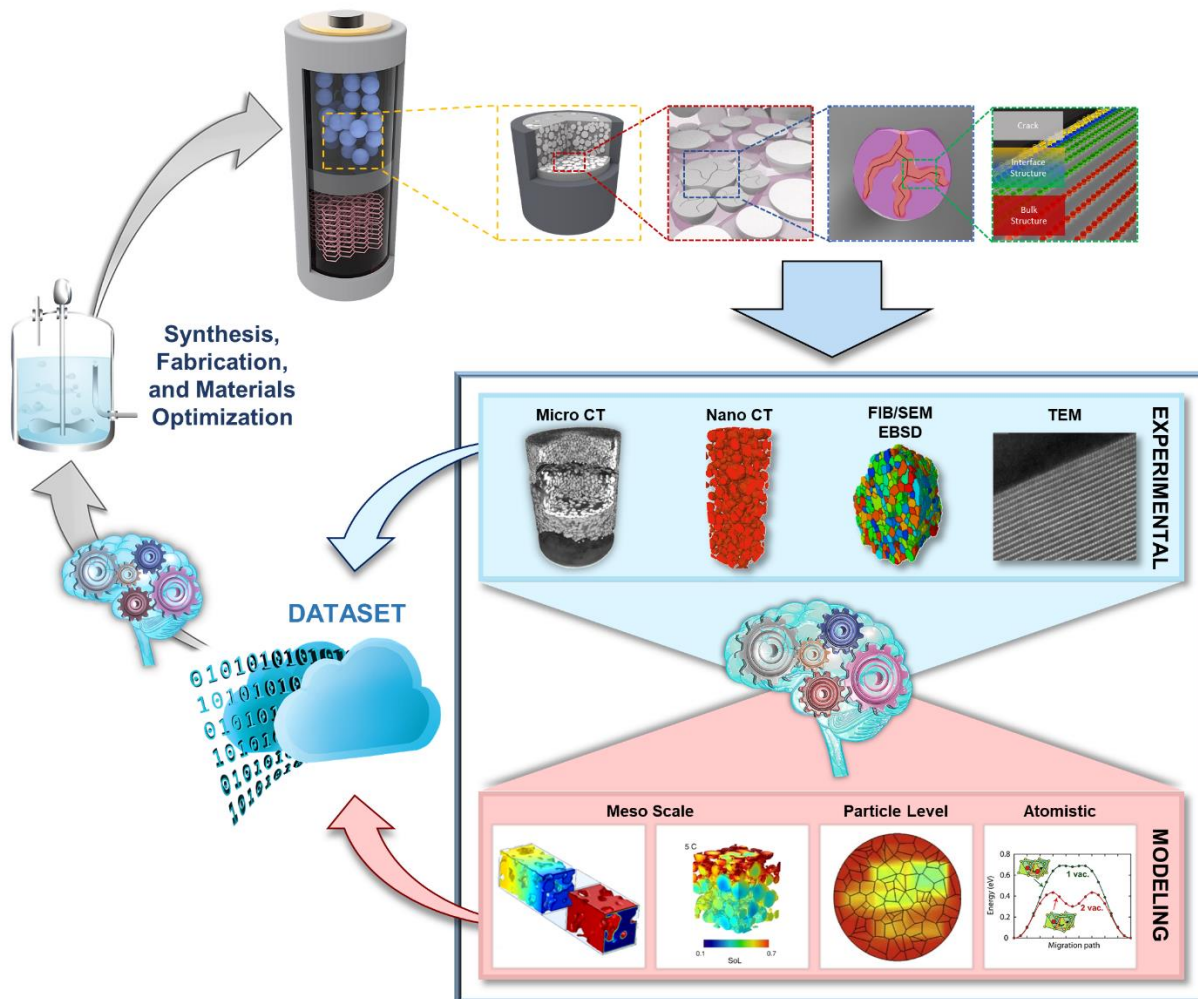 Crack
Interface
Structure
Bulk
Structure
Synthesis,
Fabrication,
and Materials
Optimization
Micro CT
Nano CT
FIB/SEM
EBSD
TEM
EXPERIMENTAL
DATASET
Meso Scale
Particle Level
Atomistic
MODELING
5 C
0.1
0.7
SoL
Energy (eV)
0.8
0.6
0.4
0.2
0
1 vac.
2 vac.
Migration path